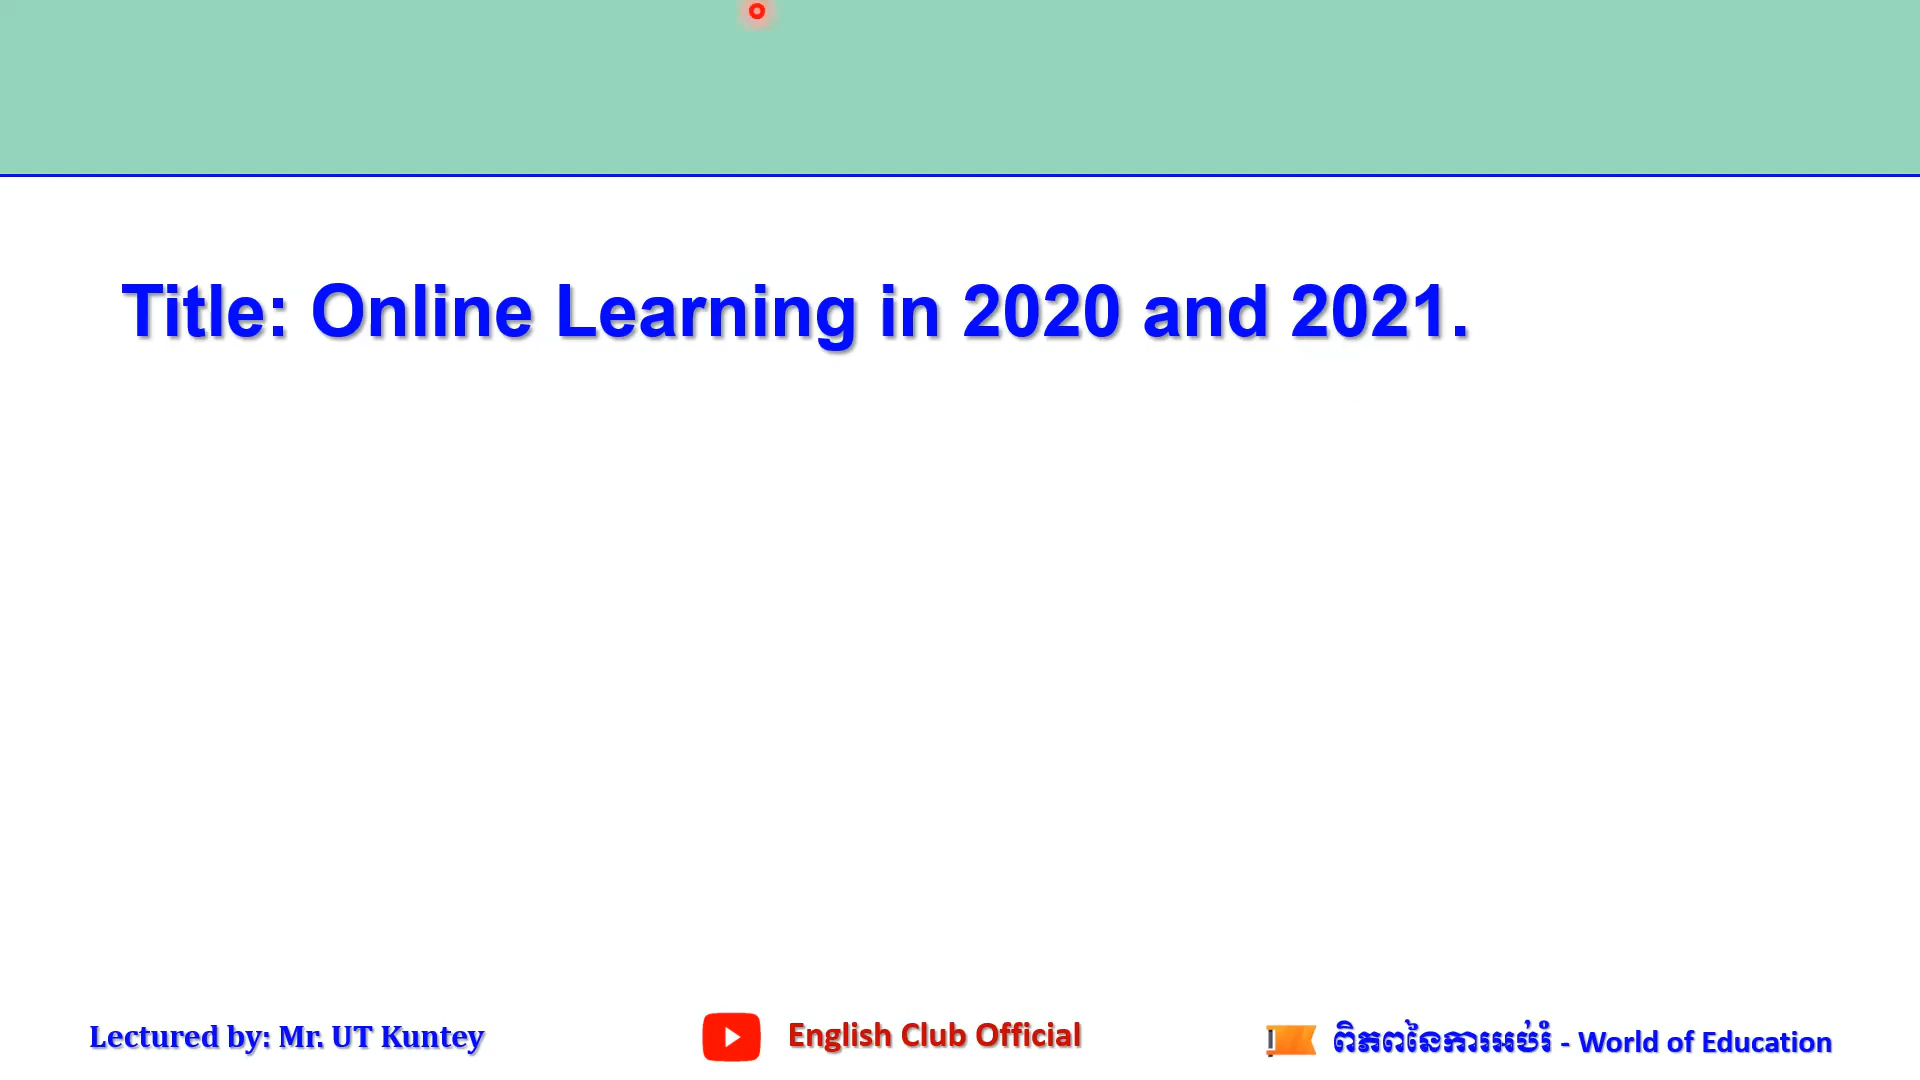 Title: Online Learning in 2020 and 2021.
Lectured by: Mr. UT Kuntey
English Club Official
ពិភពនៃការអប់រំ - World of Education